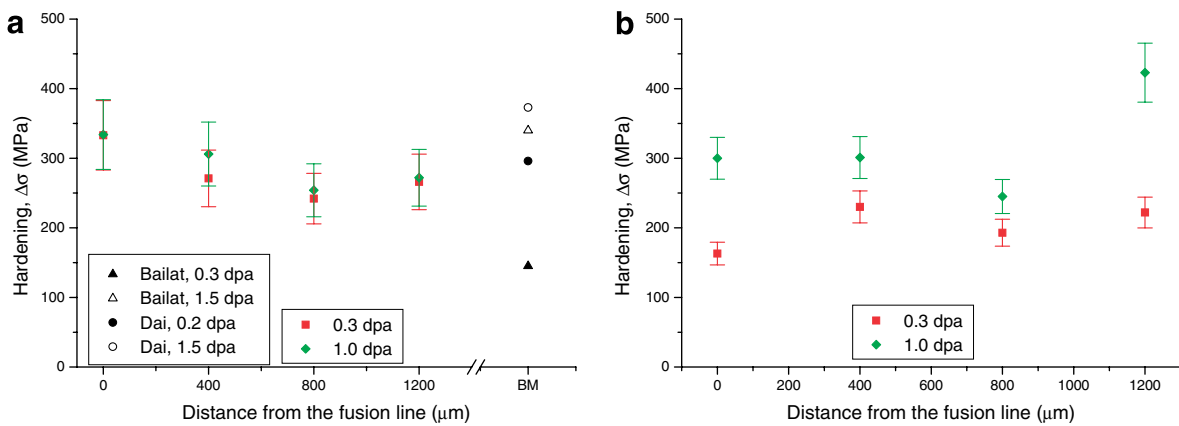 a
Hardening, Δσ (MPa)
500
400
300
200
100
0
Bailat, 0.3 dpa
Bailat, 1.5 dpa
Dai, 0.2 dpa
Dai, 1.5 dpa
0.3 dpa
1.0 dpa
0 400 800 1200 BM
Distance from the fusion line (μm)
b
Hardening, Δσ (MPa)
500
400
300
200
100
0
0.3 dpa
1.0 dpa
0 200 400 600 800 1000 1200
Distance from the fusion line (μm)